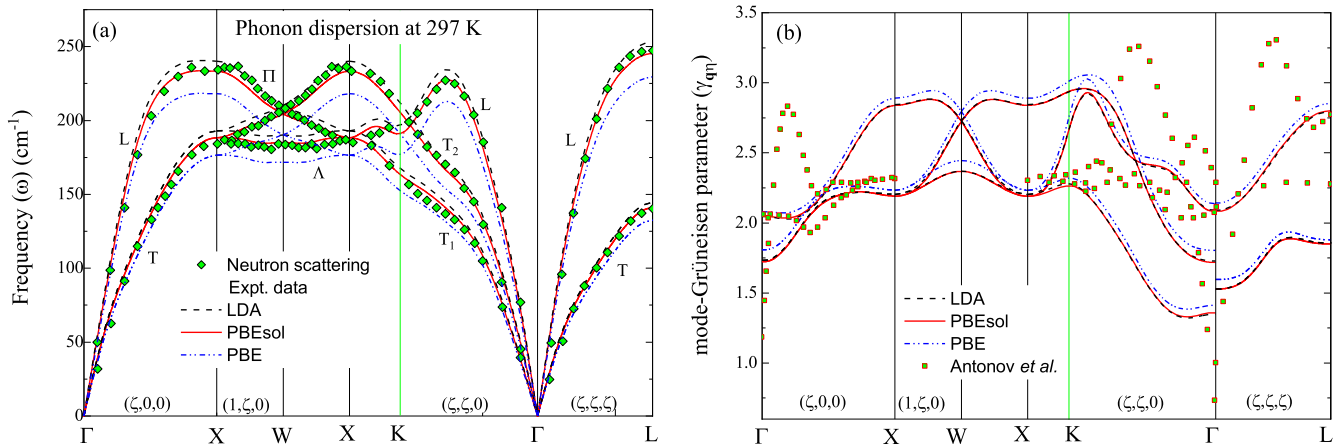 (a)
Phonon dispersion at 297 K
Frequency (ω) (cm⁻¹)
250
200
150
100
50
0
L
T
Π
Λ
L
T₂
T₁
L
T
Neutron scattering
Expt. data
LDA
PBEsol
PBE
(ζ,0,0)
(1,ζ,0)
(ζ,ζ,0)
(ζ,ζ,ζ)
Γ X W X K Γ L
(b)
mode-Grüneisen parameter (γqη)
3.5
3.0
2.5
2.0
1.5
1.0
LDA
PBEsol
PBE
Antonov et al.
(ζ,0,0)
(1,ζ,0)
(ζ,ζ,0)
(ζ,ζ,ζ)
Γ X W X K Γ L